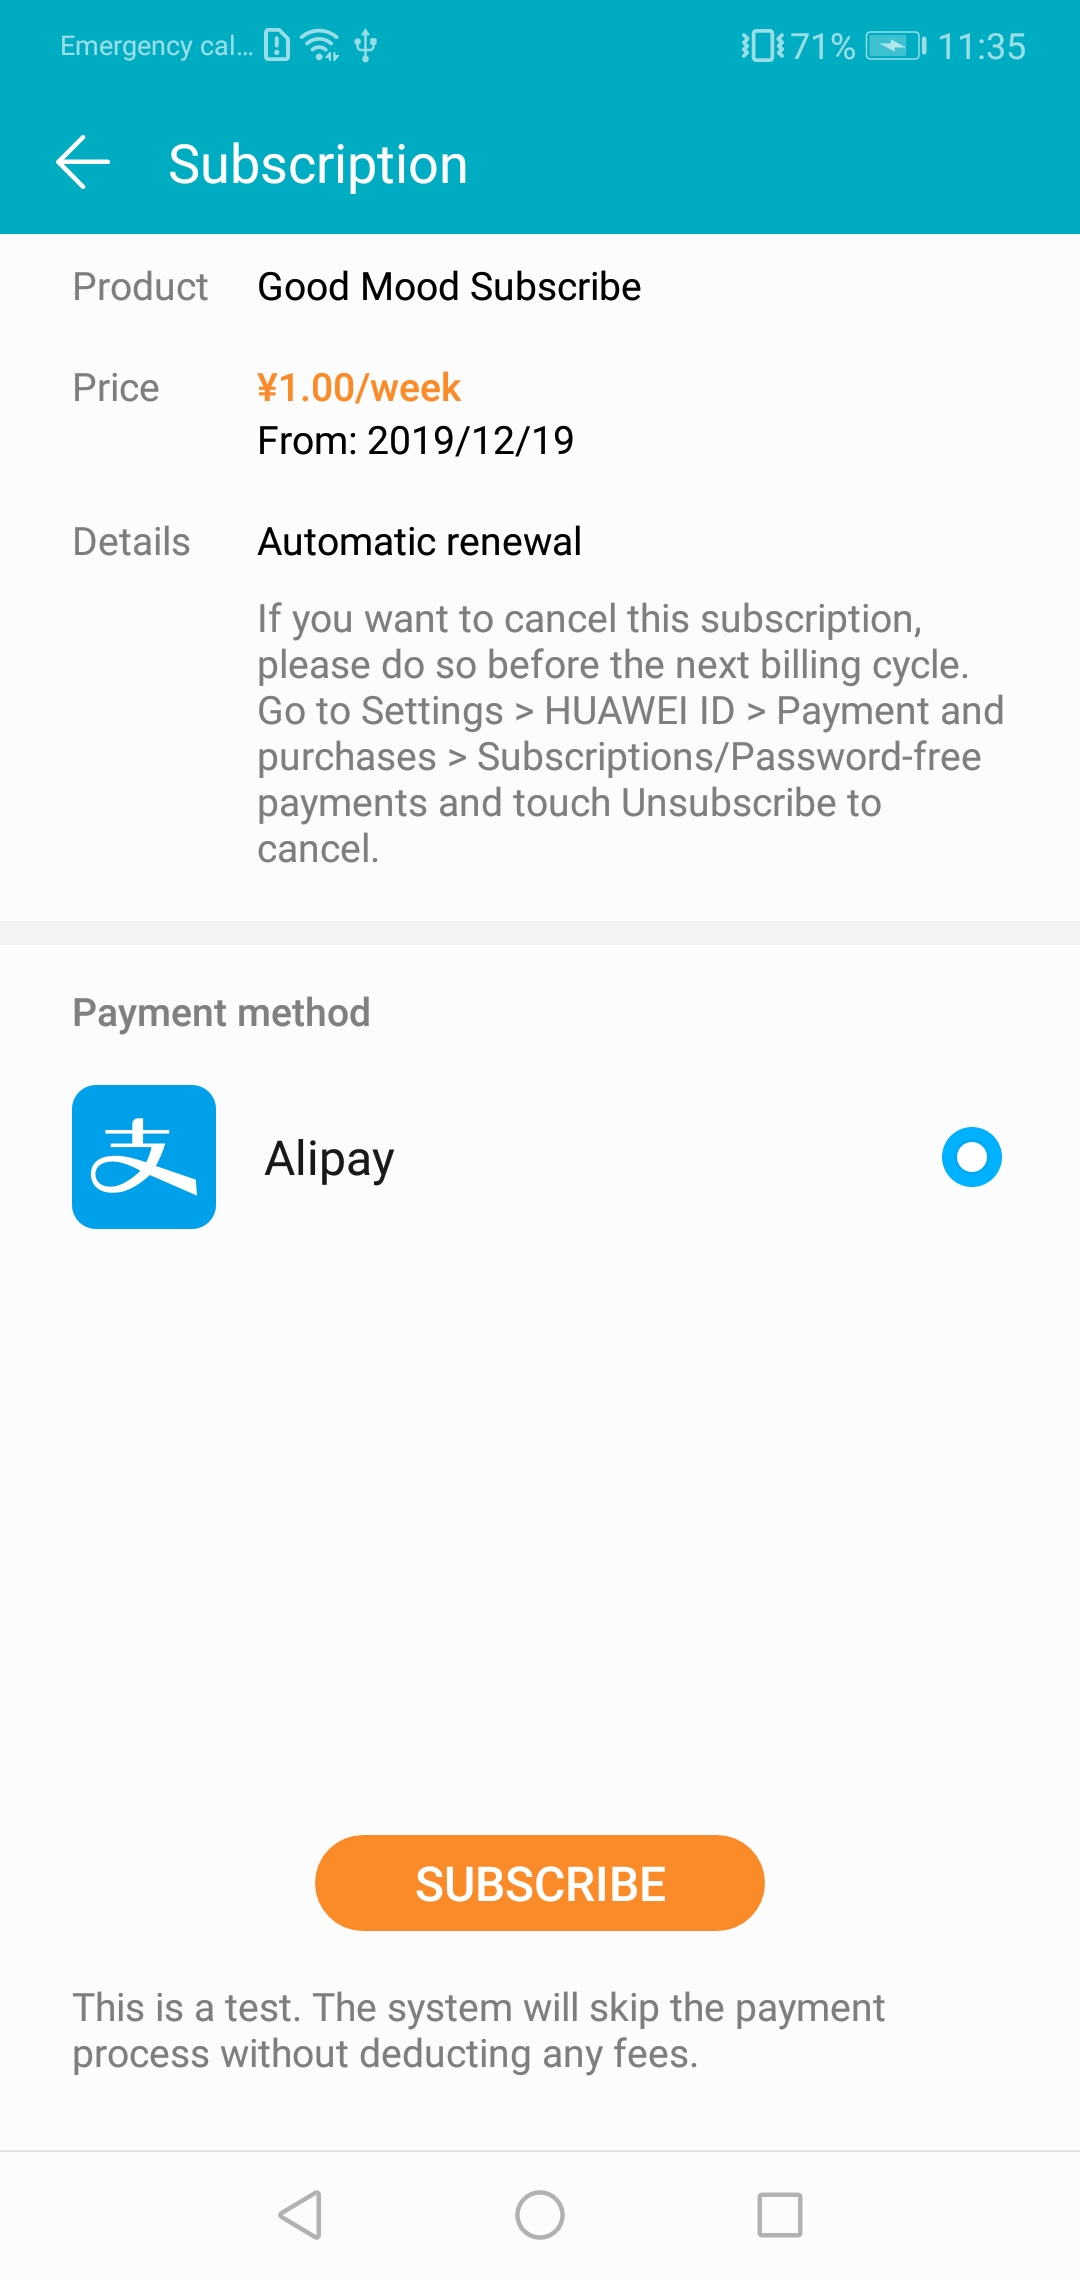 Emergency cal... 71% 11:35
Subscription
Product Good Mood Subscribe
Price ¥1.00/week
From: 2019/12/19
Details Automatic renewal
If you want to cancel this subscription,
please do so before the next billing cycle.
Go to Settings > HUAWEI ID > Payment and
purchases > Subscriptions/Password-free
payments and touch Unsubscribe to
cancel.
Payment method
支 Alipay
SUBSCRIBE
This is a test. The system will skip the payment
process without deducting any fees.